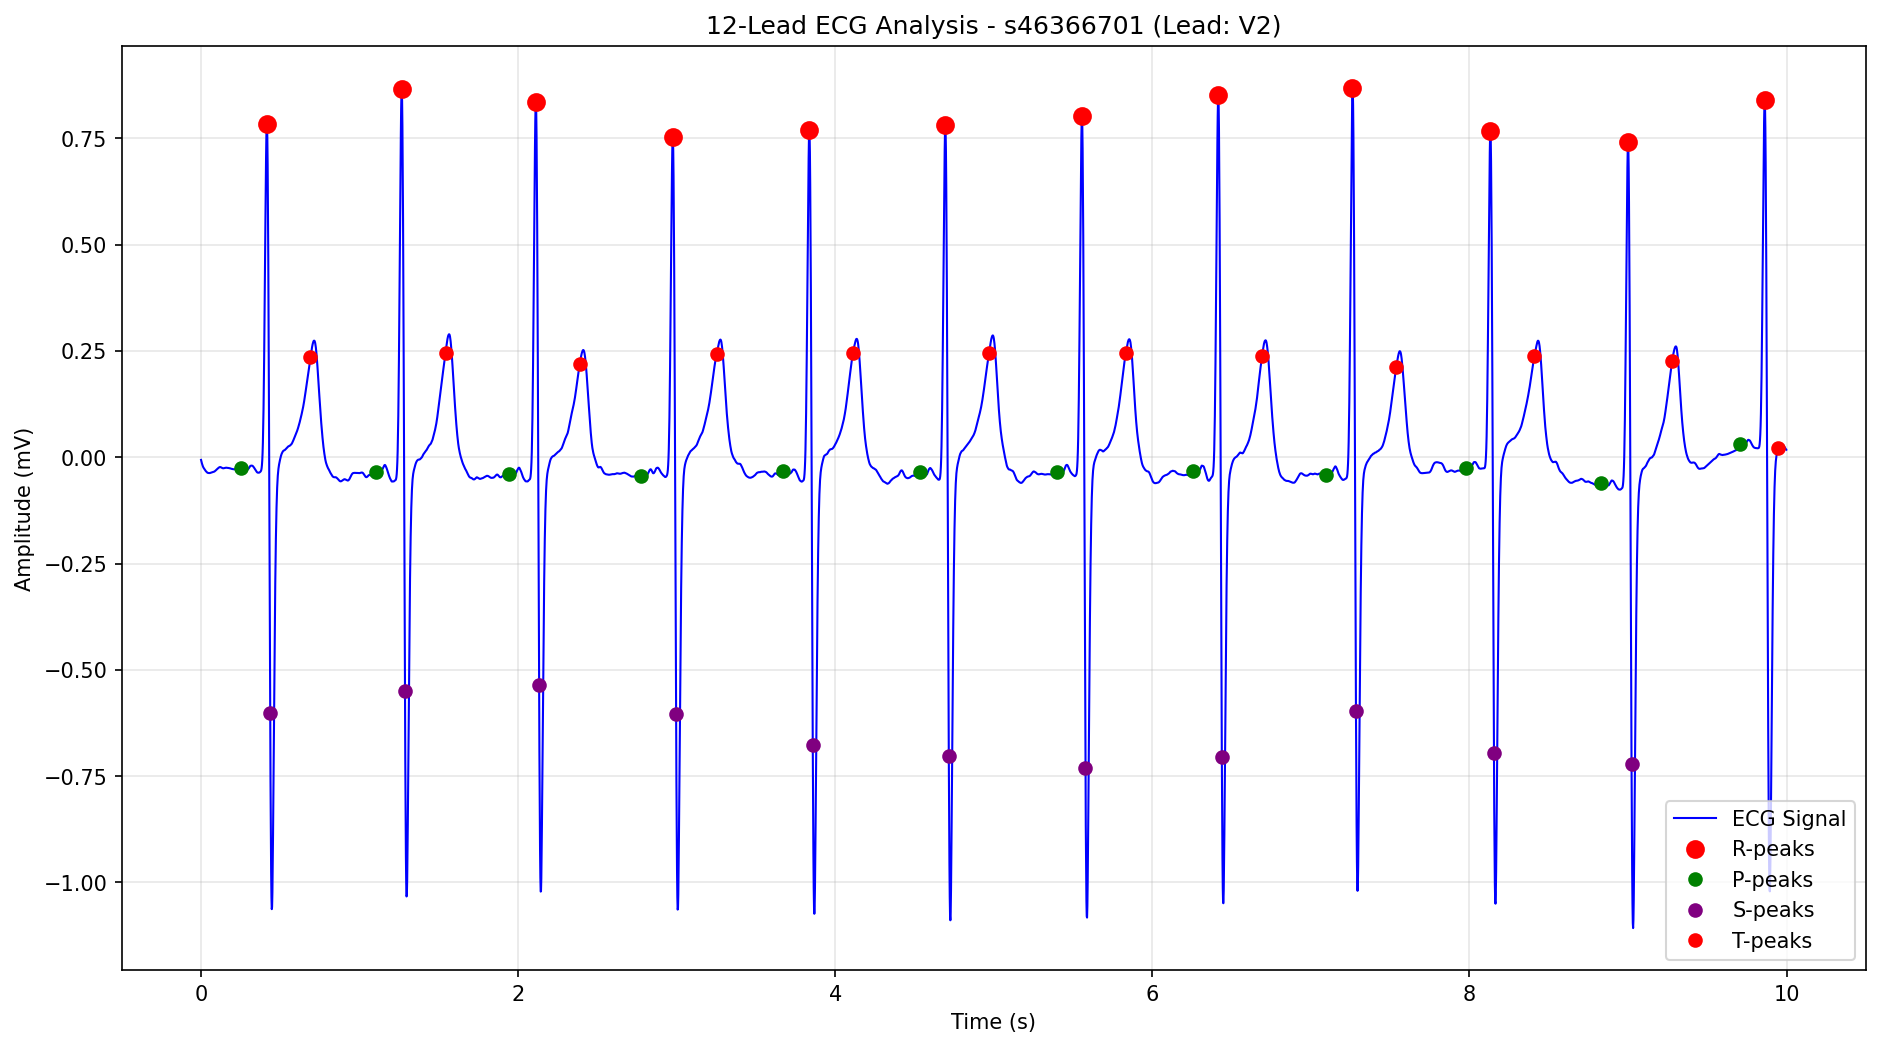 12-Lead ECG Analysis - s46366701 (Lead: V2)
Amplitude (mV)
0.75
0.50
0.25
0.00
−0.25
−0.50
−0.75
−1.00
ECG Signal
R-peaks
P-peaks
S-peaks
T-peaks
0 2 4 6 8 10
Time (s)